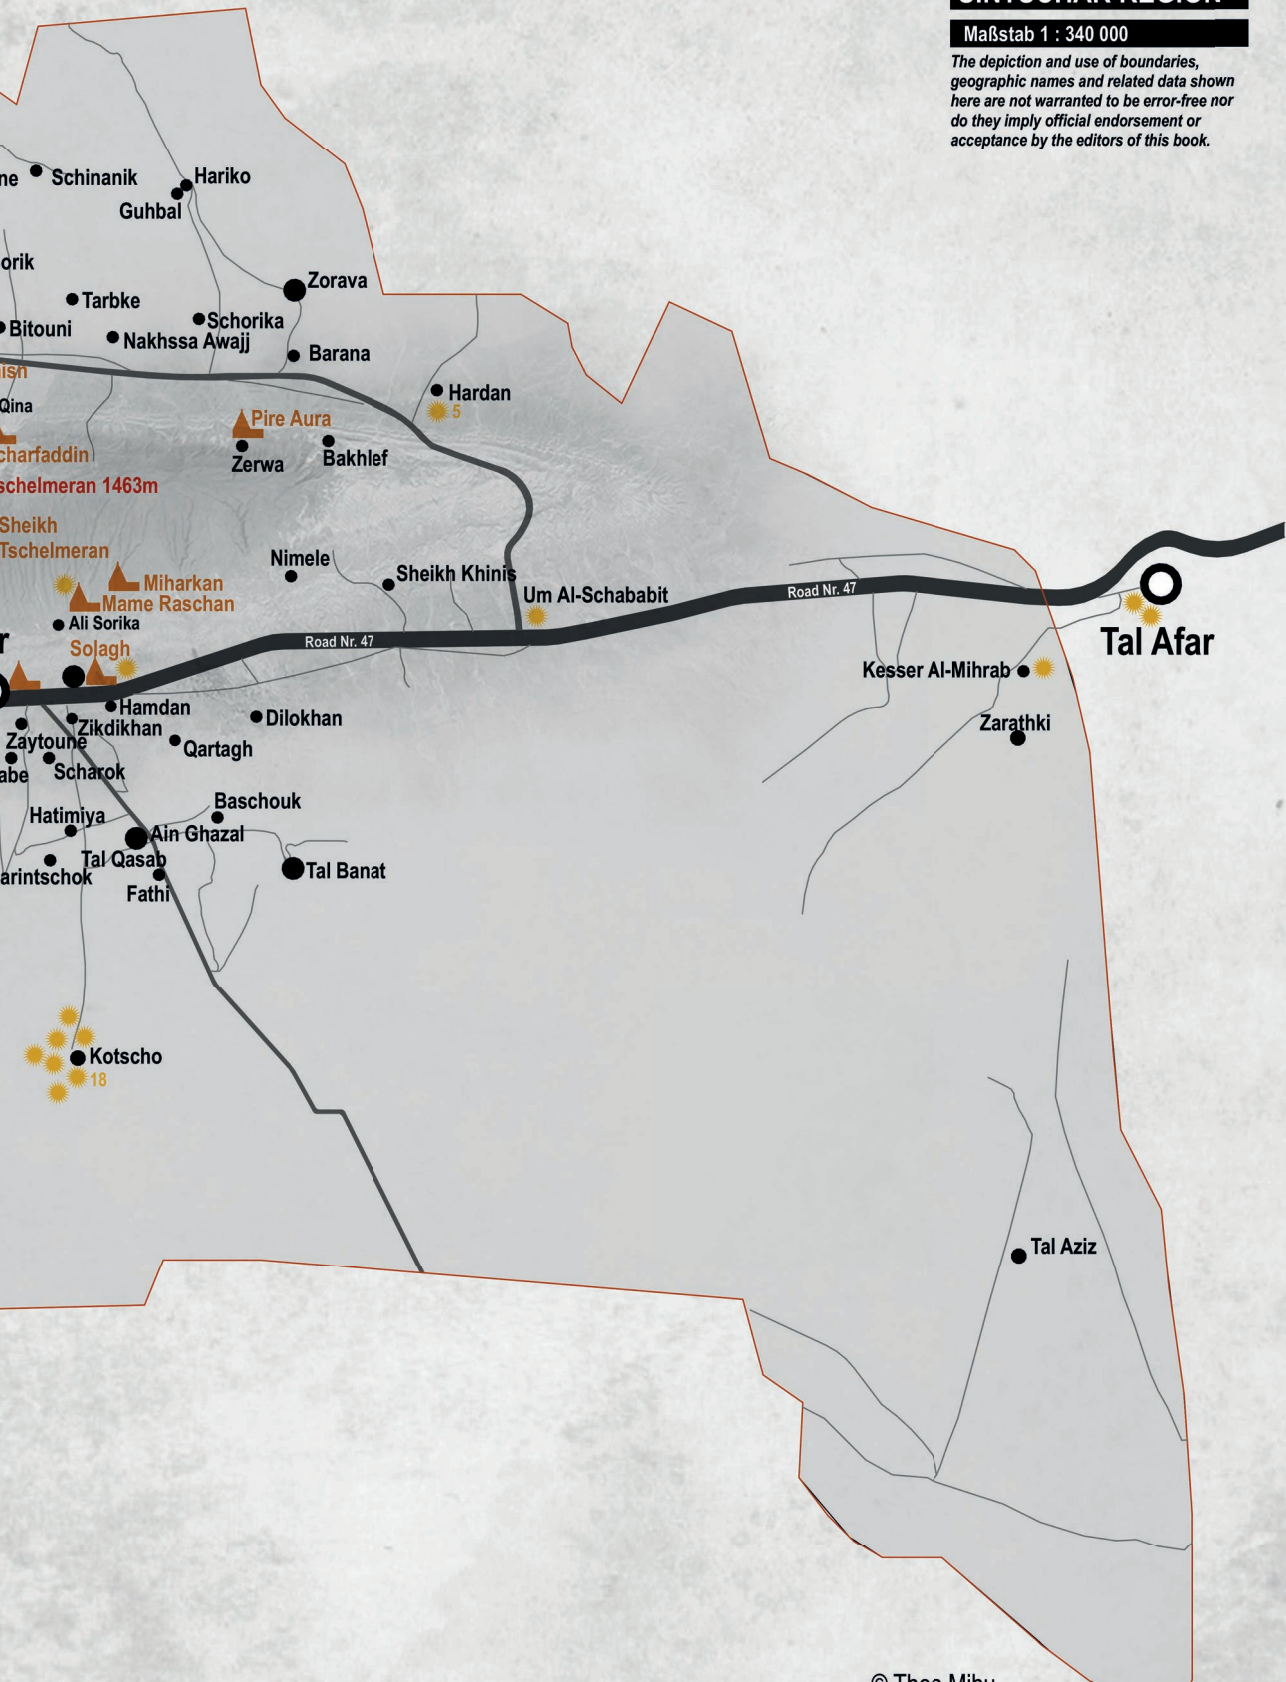 Maßstab 1 : 340 000
The depiction and use of boundaries,
geographic names and related data shown
here are not warranted to be error-free nor
do they imply official endorsement or
acceptance by the editors of this book.
ne
Schinanik
Hariko
Guhbal
orik
Zorava
Tarbke
Bitouni
Schorika
Nakhssa Awajj
Barana
ish
Hardan
5
Qina
Pire Aura
charfaddin
Zerwa
Bakhlef
schelmeran 1463m
Sheikh
Tschelmeran
Nimele
Sheikh Khinis
Miharkan
Mame Raschan
Um Al-Schababit
Road Nr. 47
Ali Sorika
r
Solagh
Road Nr. 47
Tal Afar
Kesser Al-Mihrab
Hamdan
Zikdikhan
Dilokhan
Zarathki
Zaytoune
Qartagh
abe
Scharok
Baschouk
Hatimiya
Ain Ghazal
Tal Qasab
Tal Banat
arintschok
Fathi
Kotscho
18
Tal Aziz